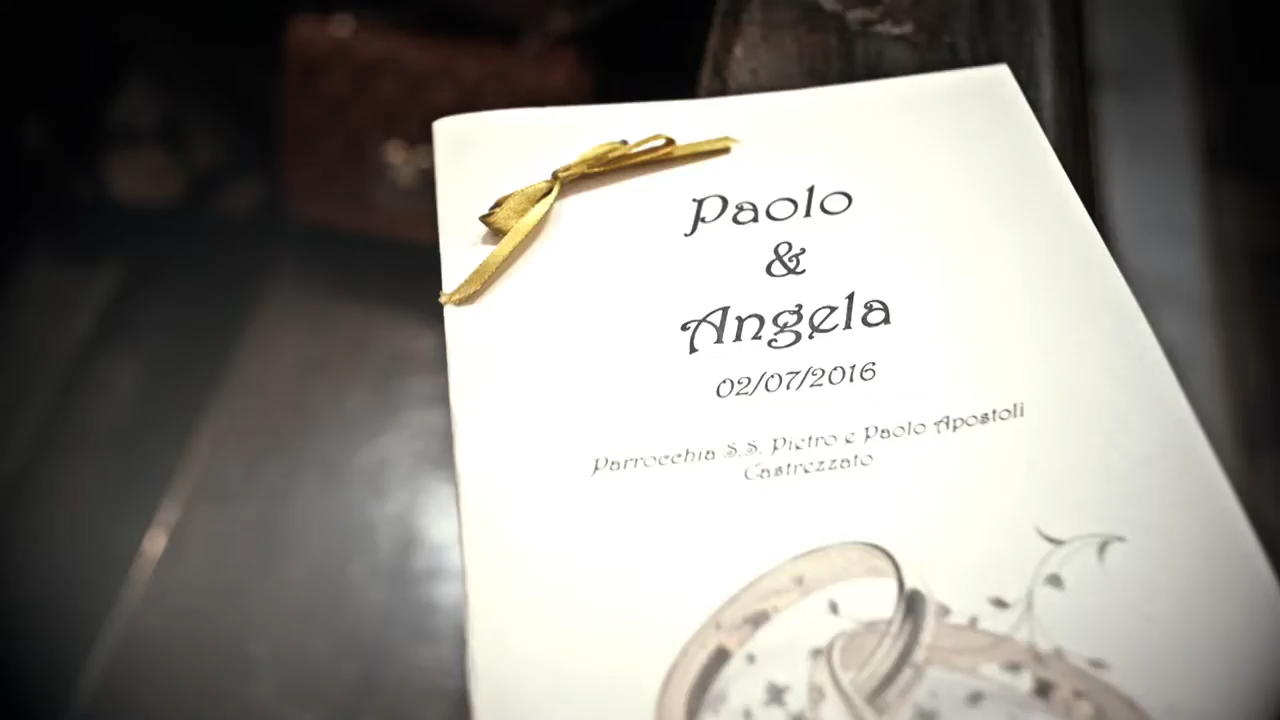 Paolo
&
Angela
02/07/2016
Parrocchia S.S. Pietro e Paolo Apostoli
Castrezzato